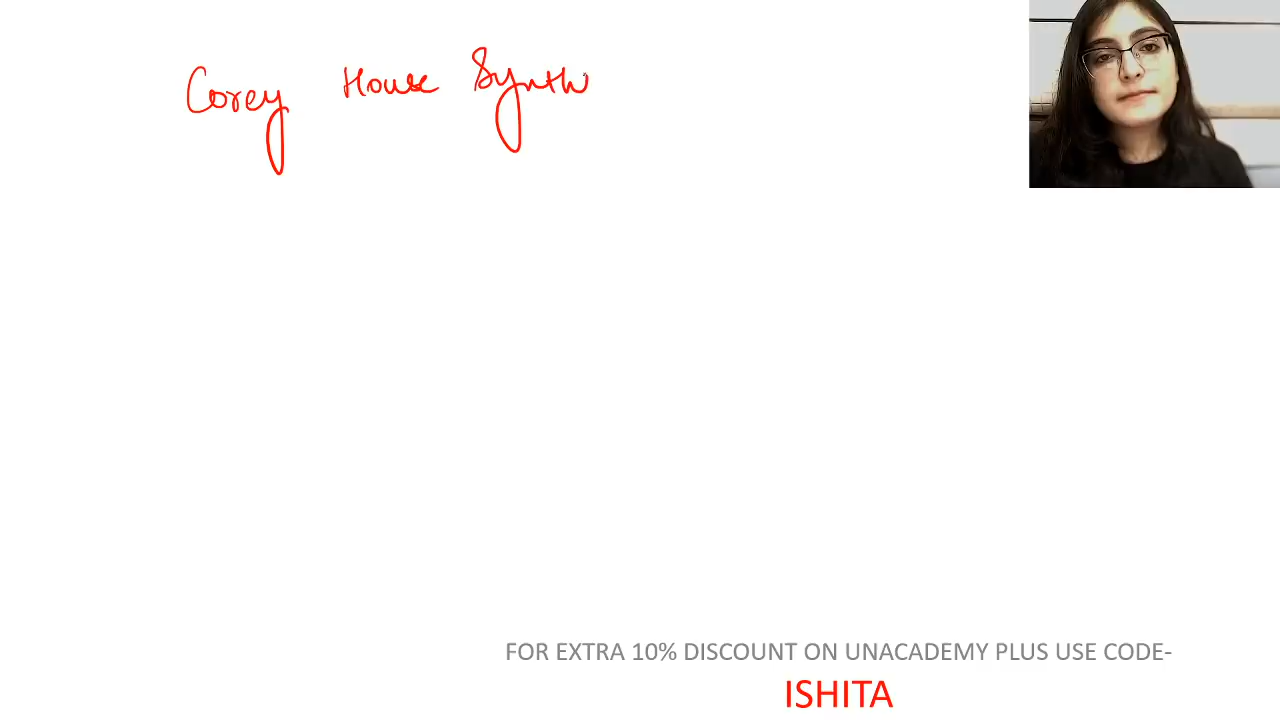 Corey House Synth
FOR EXTRA 10% DISCOUNT ON UNACADEMY PLUS USE CODE-
ISHITA